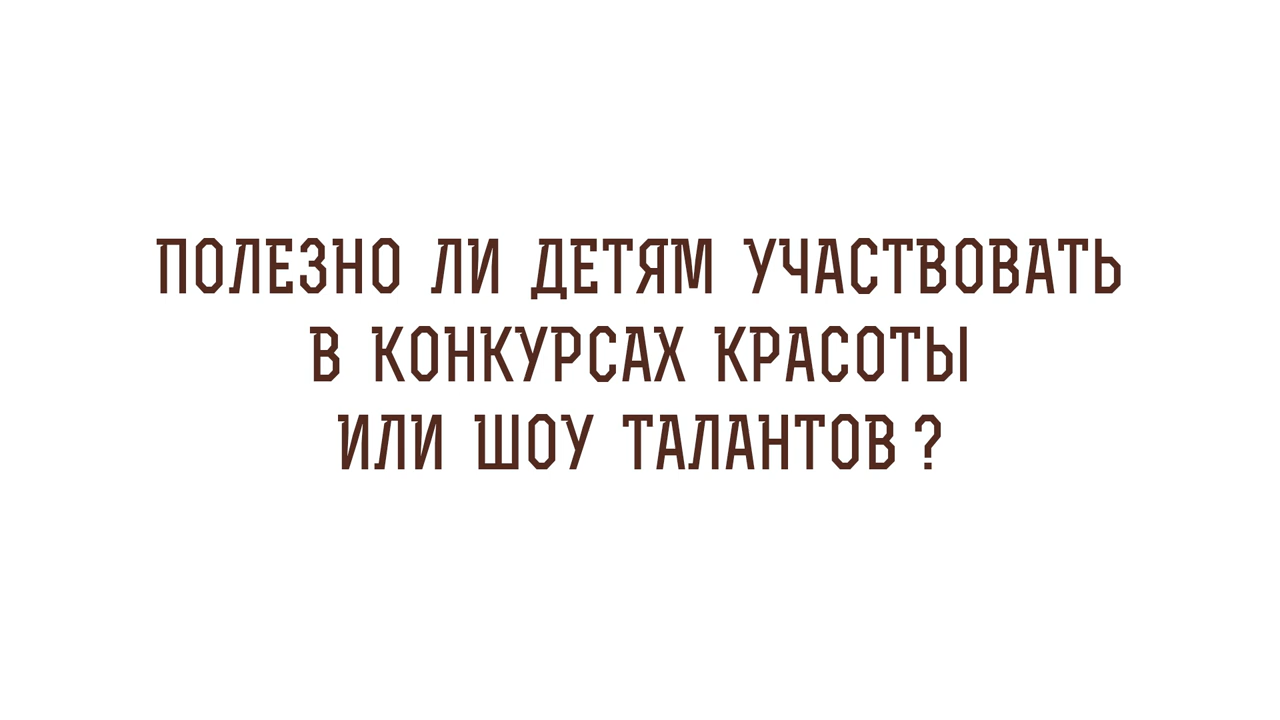 ПОЛЕЗНО ЛИ ДЕТЯМ УЧАСТВОВАТЬ
В КОНКУРСАХ КРАСОТЫ
ИЛИ ШОУ ТАЛАНТОВ?